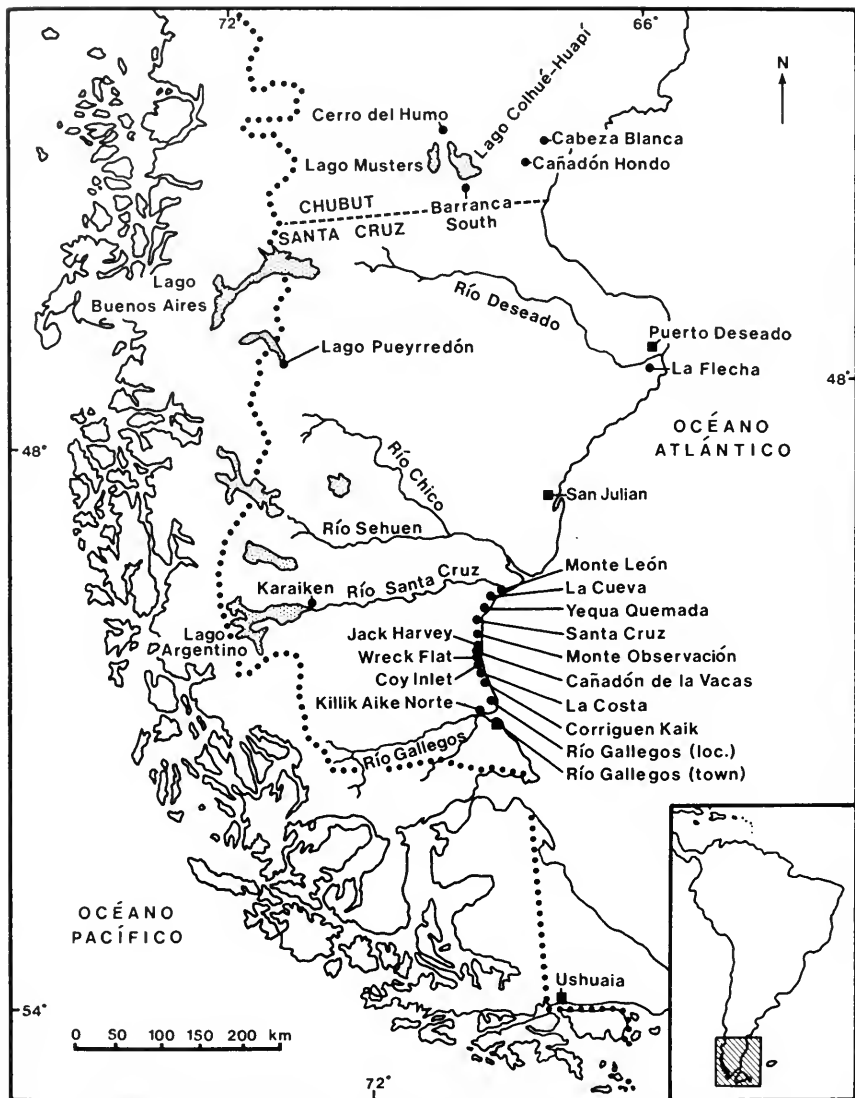 72°
66
N
Cerro del Humo
Lago Colhué-Huapí
Cabeza Blanca
Lago Musters
Cañadón Hondo
CHUBUT
Barranca
South
SANTA CRUZ
Lago
Buenos Aires
Río Deseado
Puerto Deseado
Lago Pueyrredón
La Flecha
48°
OCÉANO
ATLÁNTICO
48°
Río Chico
San Julian
Río Sehuen
Monte León
Karaiken
Río Santa Cruz
La Cueva
Yequa Quemada
Lago
Argentino
Jack Harvey
Santa Cruz
Wreck Flat
Monte Observación
Coy Inlet
Cañadón de la Vacas
Killik Aike Norte
La Costa
Corriguen Kaik
Río Gallegos
Río Gallegos (loc.)
Río Gallegos (town)
OCÉANO
PACÍFICO
Ushuaia
54°
0 50 100 150 200 km
72°